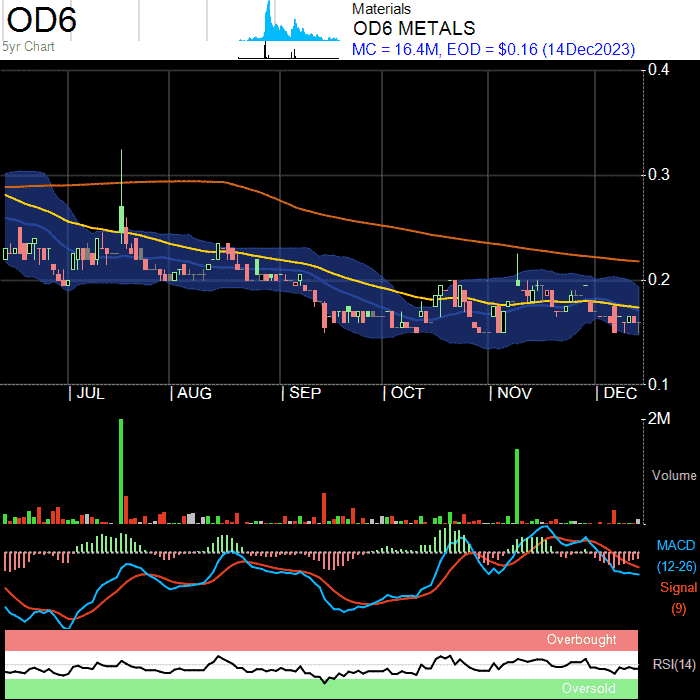 OD6
5yr Chart
Materials
OD6 METALS
MC = 16.4M, EOD = $0.16 (14Dec2023)
0.4
0.3
0.2
0.1
JUL
AUG
SEP
OCT
NOV
DEC
2M
Volume
MACD
(12-26)
Signal
(9)
Overbought
RSI(14)
Oversold